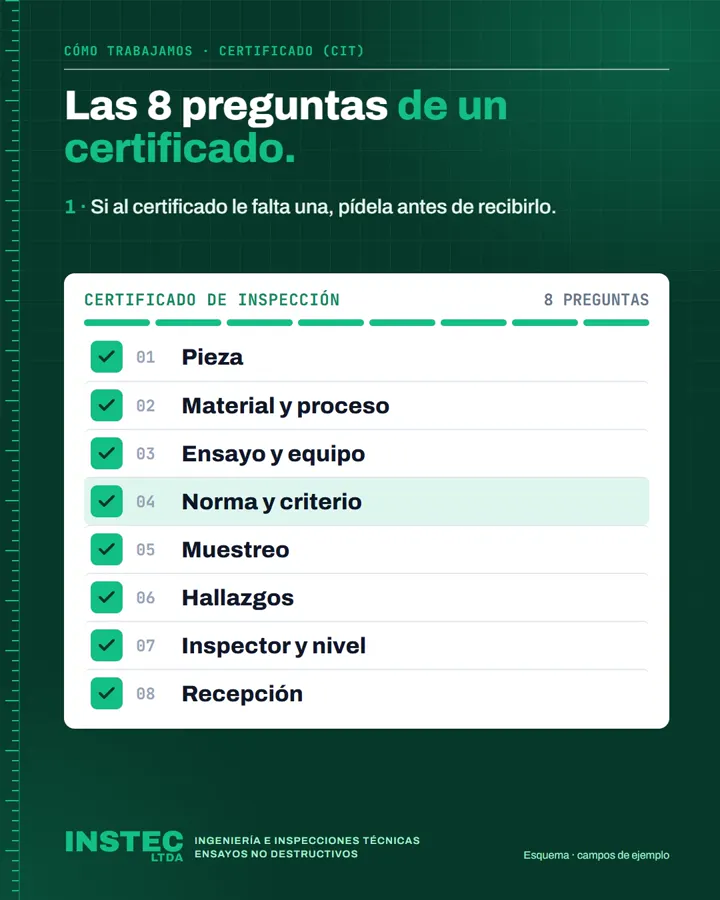 CÓMO TRABAJAMOS · CERTIFICADO (CIT)
Las 8 preguntas de un
certificado.
1 · Si al certificado le falta una, pídela antes de recibirlo.
CERTIFICADO DE INSPECCIÓN 8 PREGUNTAS
01 Pieza
02 Material y proceso
03 Ensayo y equipo
04 Norma y criterio
05 Muestreo
06 Hallazgos
07 Inspector y nivel
08 Recepción
INSTEC LTDA
INGENIERÍA E INSPECCIONES TÉCNICAS
ENSAYOS NO DESTRUCTIVOS
Esquema · campos de ejemplo